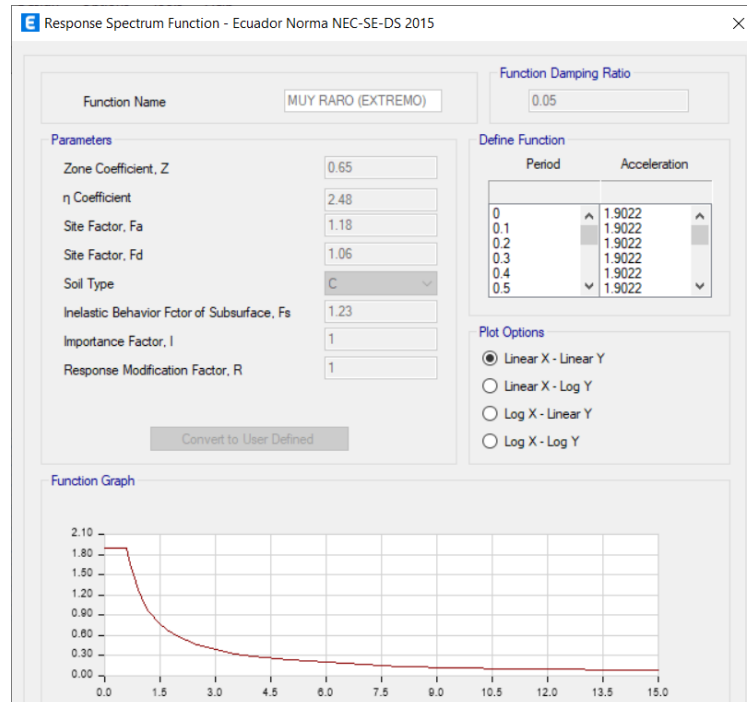 E Response Spectrum Function - Ecuador Norma NEC-SE-DS 2015
Function Name MUY RARO (EXTREMO)
Function Damping Ratio
0.05
Parameters
Zone Coefficient, Z 0.65
η Coefficient 2.48
Site Factor, Fa 1.18
Site Factor, Fd 1.06
Soil Type C
Inelastic Behavior Fctor of Subsurface, Fs 1.23
Importance Factor, I 1
Response Modification Factor, R 1
Convert to User Defined
Define Function
Period Acceleration
0 1.9022
0.1 1.9022
0.2 1.9022
0.3 1.9022
0.4 1.9022
0.5 1.9022
Plot Options
Linear X - Linear Y
Linear X - Log Y
Log X - Linear Y
Log X - Log Y
Function Graph
2.10
1.80
1.50
1.20
0.90
0.60
0.30
0.00
0.0 1.5 3.0 4.5 6.0 7.5 9.0 10.5 12.0 13.5 15.0